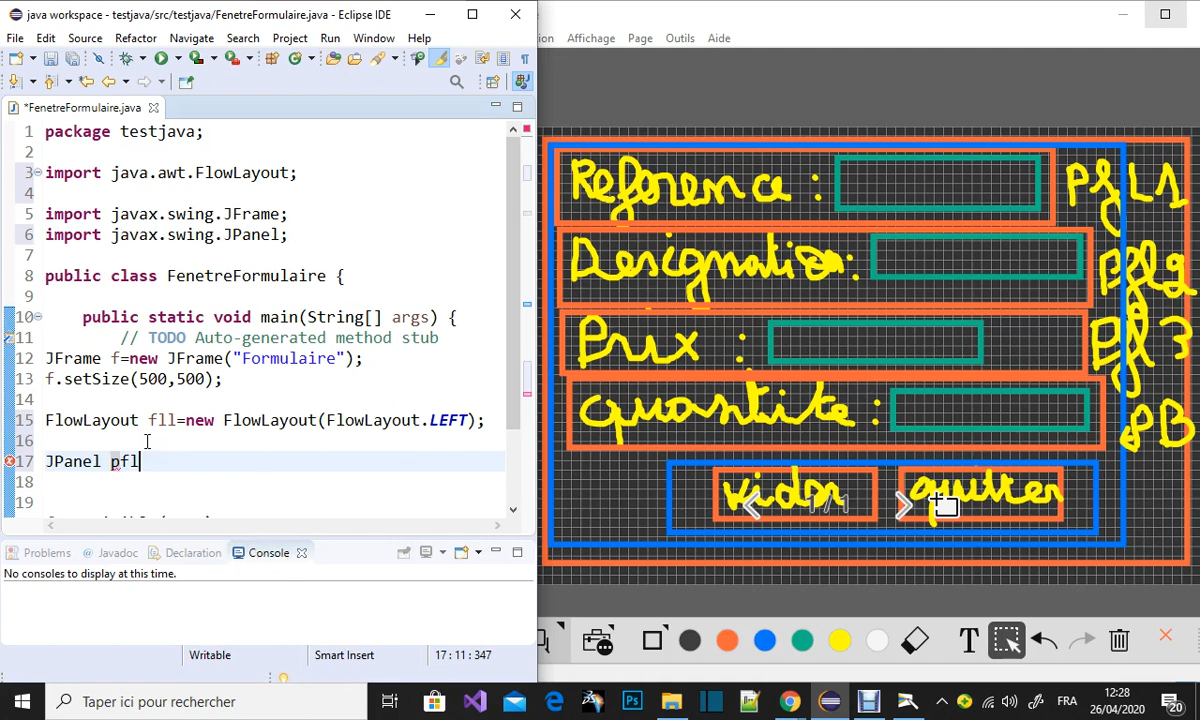 java workspace - testjava/src/testjava/FenetreFormulaire.java - Eclipse IDE
File Edit Source Refactor Navigate Search Project Run Window Help
*FenetreFormulaire.java
1 package testjava;
2
3 import java.awt.FlowLayout;
4
5 import javax.swing.JFrame;
6 import javax.swing.JPanel;
7
8 public class FenetreFormulaire {
9
10 public static void main(String[] args) {
11 // TODO Auto-generated method stub
12 JFrame f=new JFrame("Formulaire");
13 f.setSize(500,500);
14
15 FlowLayout fll=new FlowLayout(FlowLayout.LEFT);
16
17 JPanel pfl
18
19
Problems Javadoc Declaration Console
No consoles to display at this time.
Writable Smart Insert 17 : 11 : 347
ion Affichage Page Outils Aide
Reference : PfL1
Designation: Pfl2
Prix : Pfl3
quantite : PB
vider quitter
1/1
T
Taper ici pour rechercher
Ps
FRA
12:28
26/04/2020
20